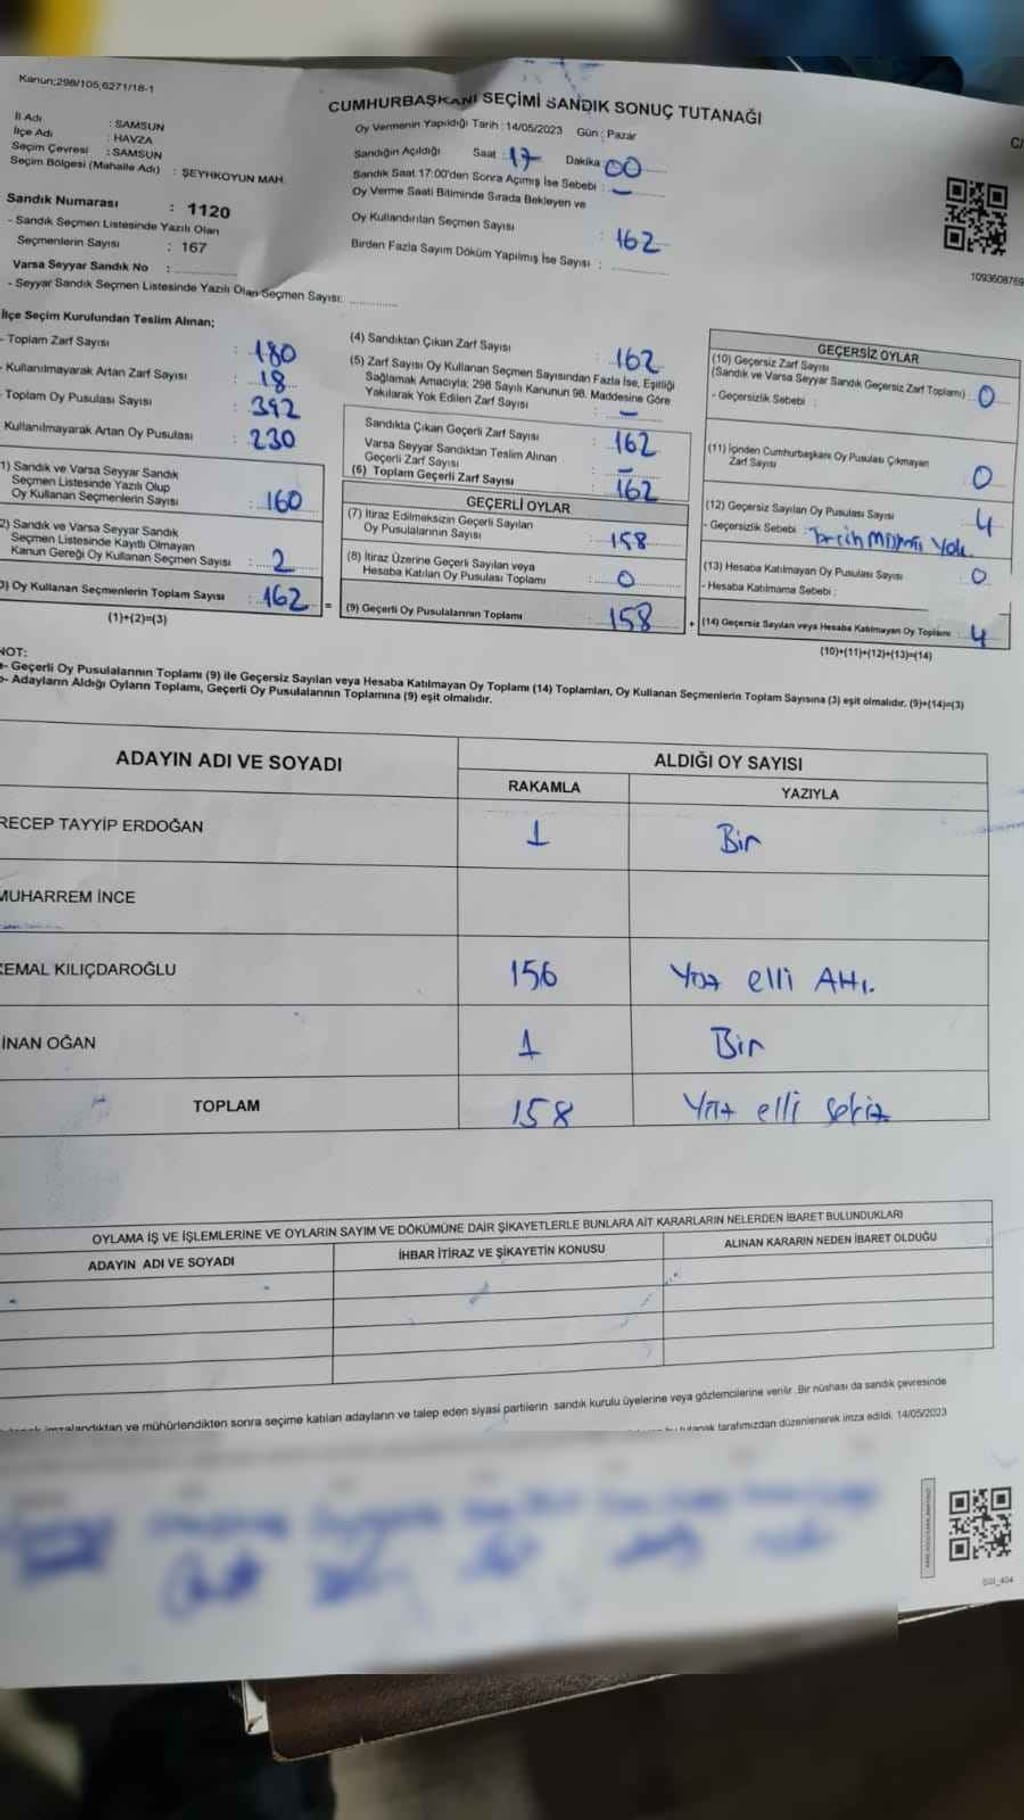 Kanun:298/105,6271/18-1
CUMHURBAŞKANI SEÇİMİ SANDIK SONUÇ TUTANAĞI
C/
İl Adı : SAMSUN
İlçe Adı : HAVZA
Seçim Çevresi : SAMSUN
Seçim Bölgesi (Mahalle Adı) : ŞEYHKOYUN MAH.
Oy Vermenin Yapıldığı Tarih : 14/05/2023 Gün : Pazar
Sandığın Açıldığı Saat : 17 Dakika : 00
Sandık Saat 17:00'den Sonra Açılmış İse Sebebi : -
Oy Verme Saati Bitiminde Sırada Bekleyen ve
Oy Kullandırılan Seçmen Sayısı : 162
Birden Fazla Sayım Döküm Yapılmış İse Sayısı :
Sandık Numarası : 1120
- Sandık Seçmen Listesinde Yazılı Olan
Seçmenlerin Sayısı : 167
Varsa Seyyar Sandık No :
- Seyyar Sandık Seçmen Listesinde Yazılı Olan Seçmen Sayısı:
1093608769
İlçe Seçim Kurulundan Teslim Alınan;
- Toplam Zarf Sayısı : 180
- Kullanılmayarak Artan Zarf Sayısı : 18
- Toplam Oy Pusulası Sayısı : 392
Kullanılmayarak Artan Oy Pusulası : 230
1) Sandık ve Varsa Seyyar Sandık
Seçmen Listesinde Yazılı Olup
Oy Kullanan Seçmenlerin Sayısı : 160
2) Sandık ve Varsa Seyyar Sandık
Seçmen Listesinde Kayıtlı Olmayan
Kanun Gereği Oy Kullanan Seçmen Sayısı : 2
3) Oy Kullanan Seçmenlerin Toplam Sayısı : 162
(1)+(2)=(3)
=
(4) Sandıktan Çıkan Zarf Sayısı : 162
(5) Zarf Sayısı Oy Kullanan Seçmen Sayısından Fazla İse, Eşitliği
Sağlamak Amacıyla; 298 Sayılı Kanunun 98. Maddesine Göre
Yakılarak Yok Edilen Zarf Sayısı : -
Sandıkta Çıkan Geçerli Zarf Sayısı : 162
Varsa Seyyar Sandıktan Teslim Alınan
Geçerli Zarf Sayısı : -
(6) Toplam Geçerli Zarf Sayısı : 162
GEÇERLİ OYLAR
(7) İtiraz Edilmeksizin Geçerli Sayılan
Oy Pusulalarının Sayısı : 158
(8) İtiraz Üzerine Geçerli Sayılan veya
Hesaba Katılan Oy Pusulası Toplamı : 0
(9) Geçerli Oy Pusulalarının Toplamı : 158
+
GEÇERSİZ OYLAR
(10) Geçersiz Zarf Sayısı
(Sandık ve Varsa Seyyar Sandık Geçersiz Zarf Toplamı) : 0
- Geçersizlik Sebebi :
(11) İçinden Cumhurbaşkanı Oy Pusulası Çıkmayan
Zarf Sayısı 0
(12) Geçersiz Sayılan Oy Pusulası Sayısı 4
- Geçersizlik Sebebi : Tercih Mührü Yok
(13) Hesaba Katılmayan Oy Pusulası Sayısı 0
- Hesaba Katılmama Sebebi :
(14) Geçersiz Sayılan veya Hesaba Katılmayan Oy Toplamı 4
(10)+(11)+(12)+(13)=(14)
NOT:
- Geçerli Oy Pusulalarının Toplamı (9) ile Geçersiz Sayılan veya Hesaba Katılmayan Oy Toplamı (14) Toplamları, Oy Kullanan Seçmenlerin Toplam Sayısına (3) eşit olmalıdır. (9)+(14)=(3)
- Adayların Aldığı Oyların Toplamı, Geçerli Oy Pusulalarının Toplamına (9) eşit olmalıdır.
ADAYIN ADI VE SOYADI ALDIĞI OY SAYISI
RAKAMLA YAZIYLA
RECEP TAYYİP ERDOĞAN 1 Bir
MUHARREM İNCE
KEMAL KILIÇDAROĞLU 156 Yüz elli Altı.
İNAN OĞAN 1 Bir
TOPLAM 158 Yüz elli sekiz
OYLAMA İŞ VE İŞLEMLERİNE VE OYLARIN SAYIM VE DÖKÜMÜNE DAİR ŞİKAYETLERLE BUNLARA AİT KARARLARIN NELERDEN İBARET BULUNDUKLARI
ADAYIN ADI VE SOYADI İHBAR İTİRAZ VE ŞİKAYETİN KONUSU ALINAN KARARIN NEDEN İBARET OLDUĞU
imzalandıktan ve mühürlendikten sonra seçime katılan adayların ve talep eden siyasi partilerin sandık kurulu üyelerine veya gözlemcilerine verilir. Bir nüshası da sandık çevresinde
bu tutanak tarafımızdan düzenlenerek imza edildi. 14/05/2023